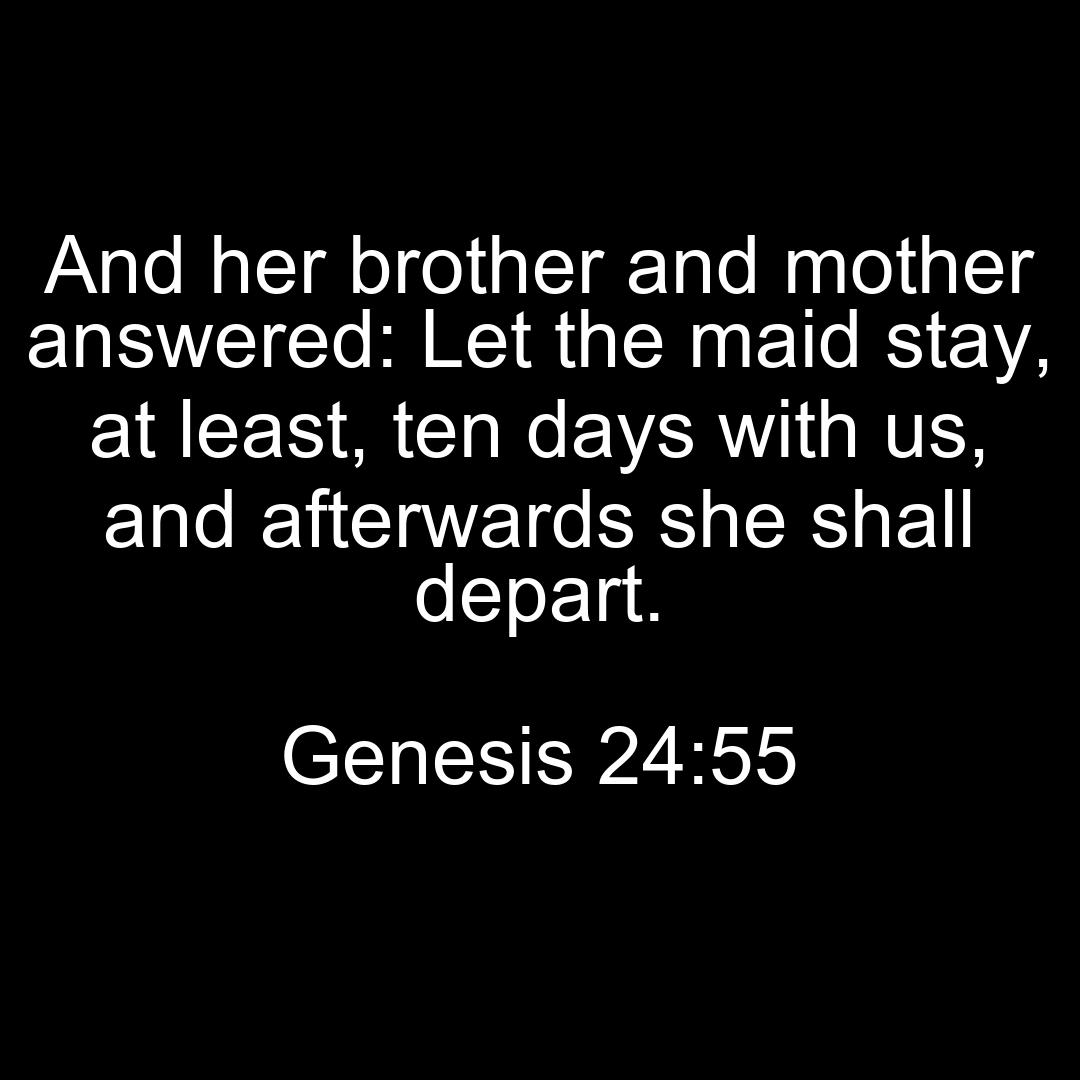 And her brother and mother
answered: Let the maid stay,
at least, ten days with us,
and afterwards she shall
depart.
Genesis 24:55